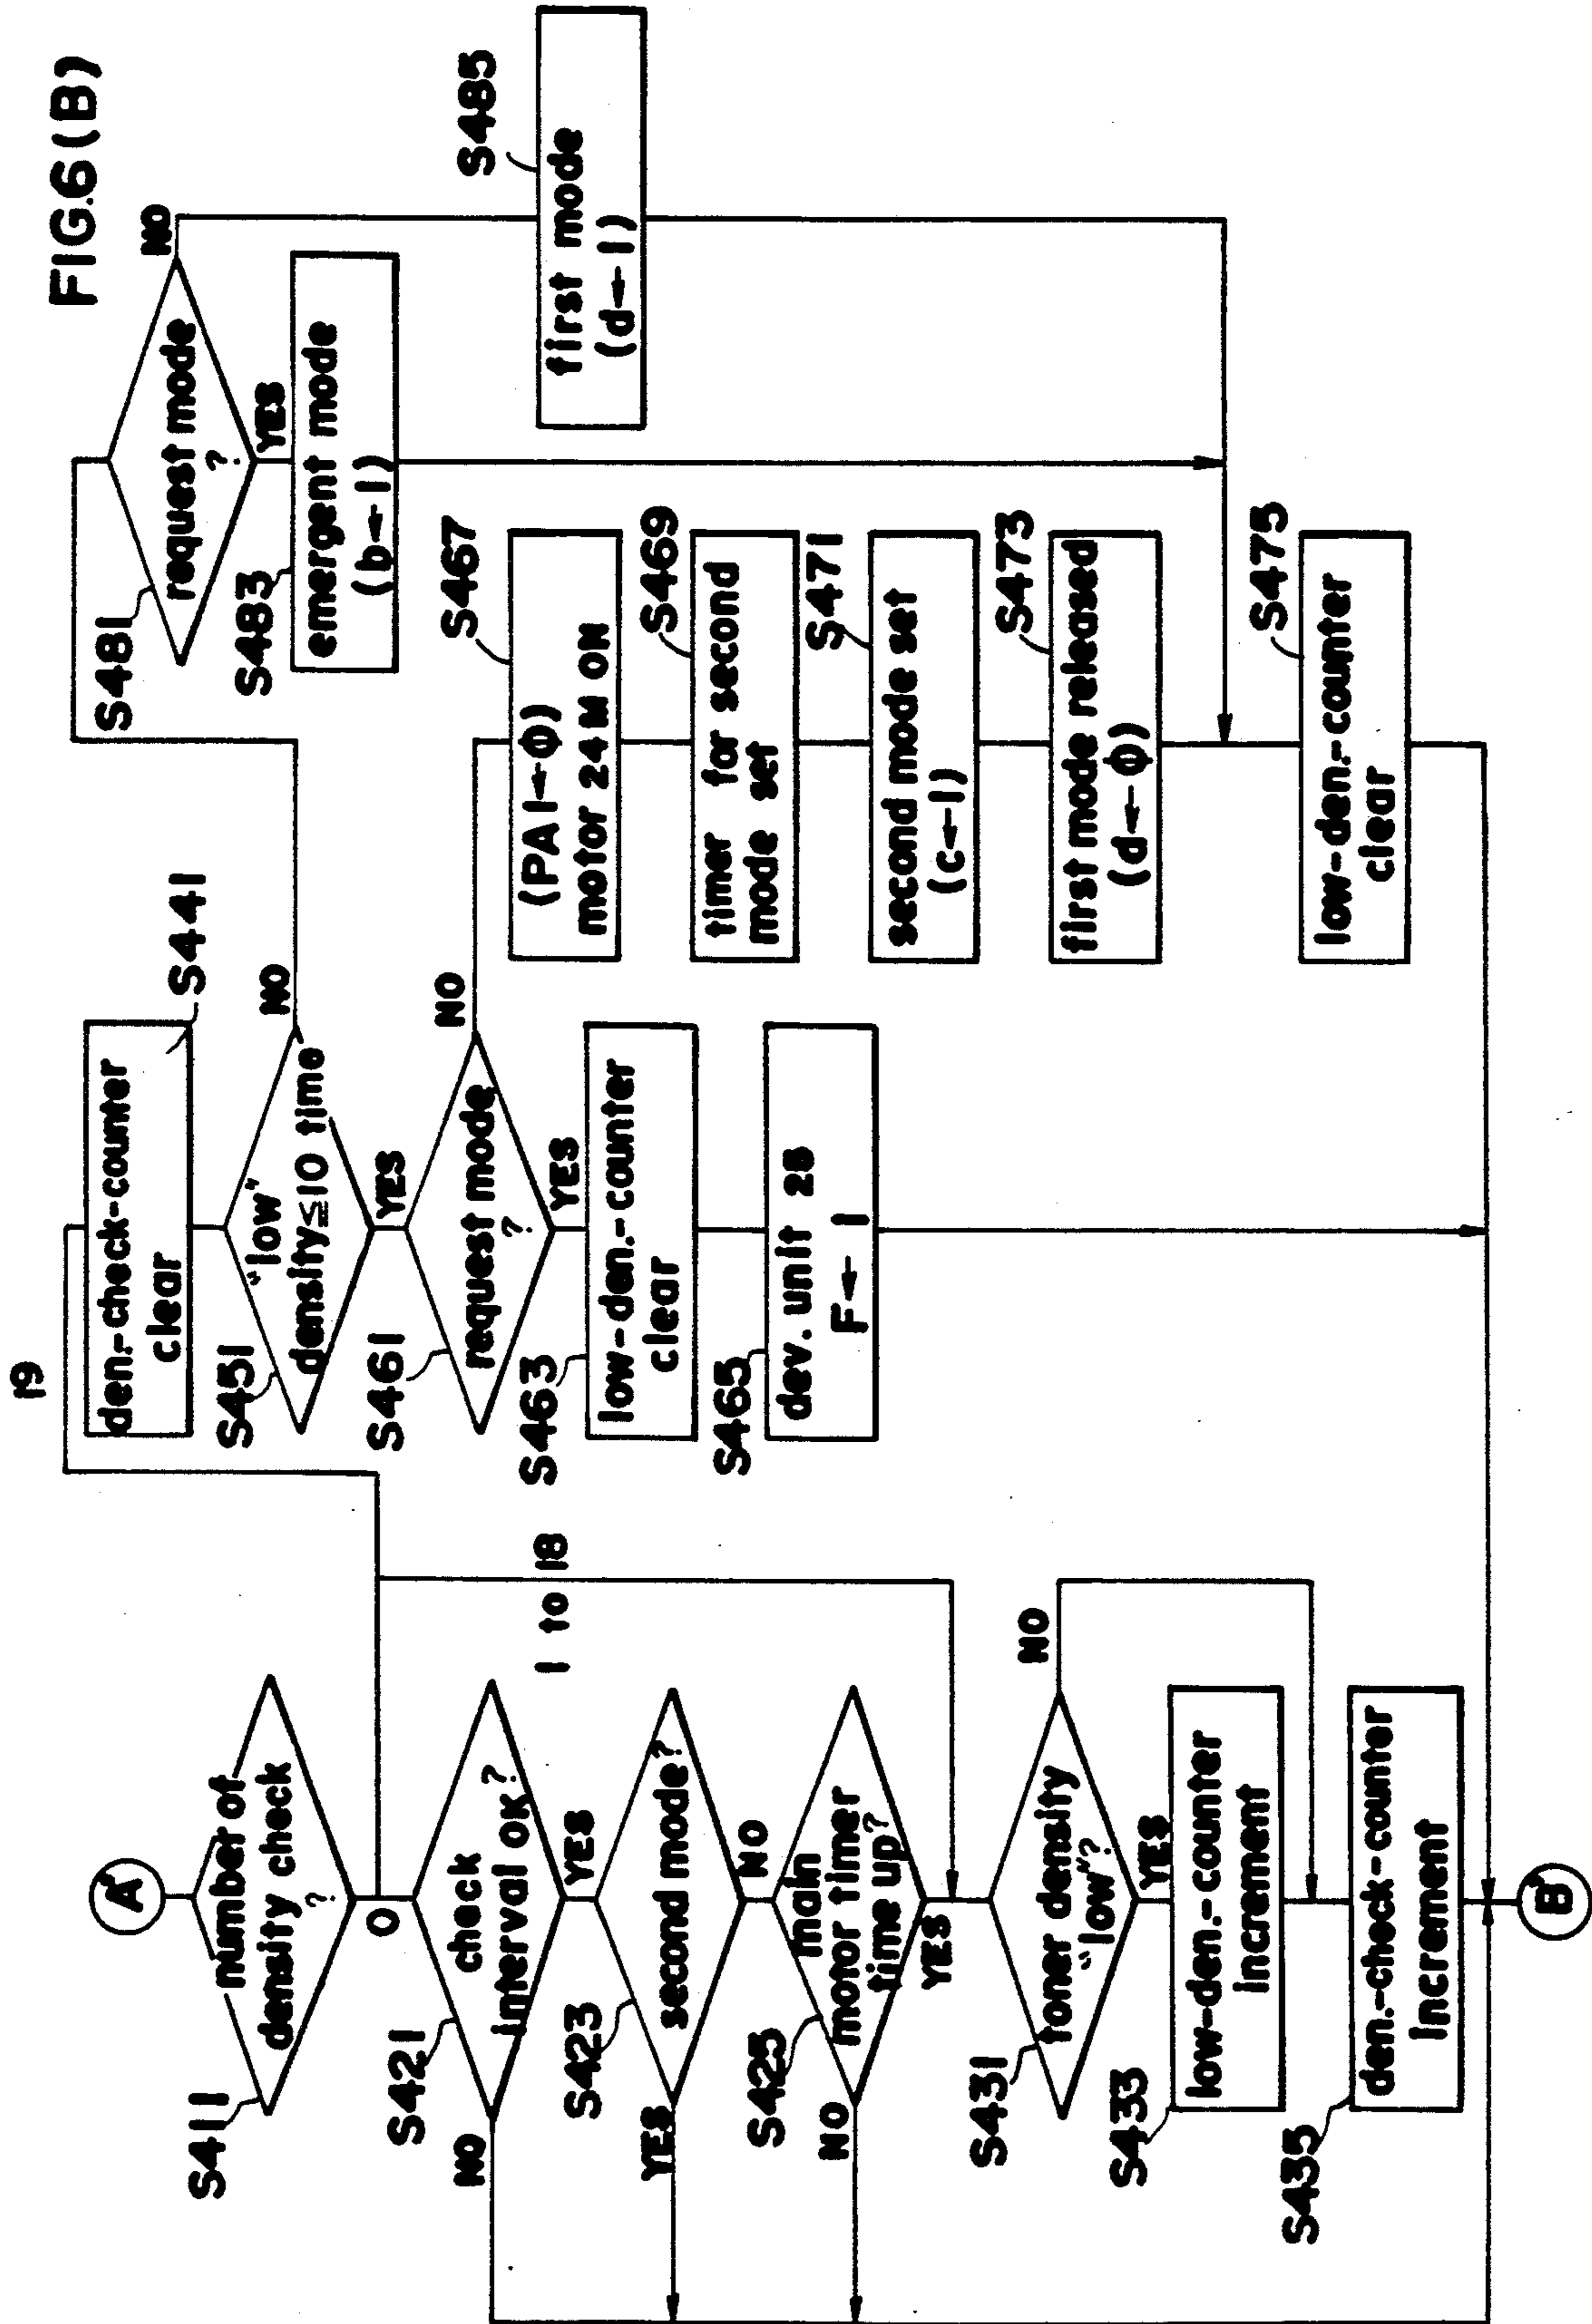 FIG.6(B)
A
S411
number of
density check
?
0
1 to 18
19
S421
check
interval OK?
NO
YES
S423
second mode?
YES
NO
S425
main
motor timer
time up?
NO
YES
S431
toner density
"low"?
NO
YES
S433
low-den.-counter
increment
S435
den.-check-counter
increment
B
S441
den.-check-counter
clear
S451
"low"
density≦10 time
NO
YES
S461
request mode
?
NO
YES
S463
low-den.-counter
clear
S465
dev. unit 2B
F←1
S467
(PA1←Φ)
motor 24M ON
S469
timer for second
mode set
S471
second mode set
(c←1)
S473
first mode released
(d←Φ)
S475
low-den.-counter
clear
S481
request mode
?
NO
YES
S483
emergent mode
(b←1)
S485
first mode
(d←1)